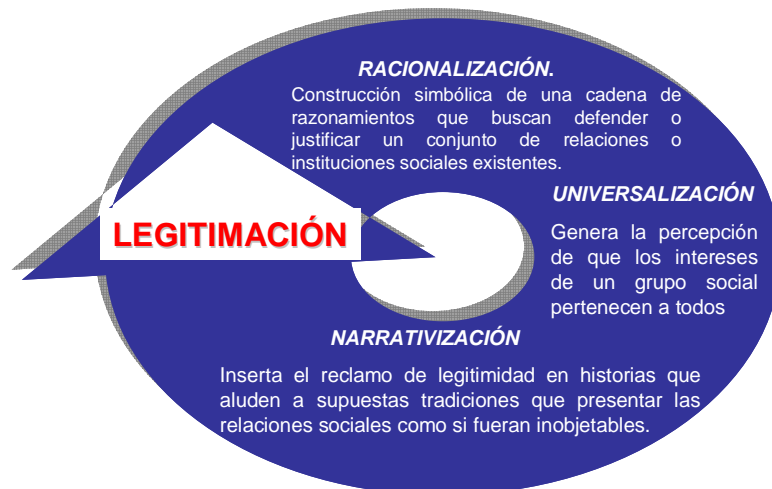 RACIONALIZACIÓN.
Construcción simbólica de una cadena de
razonamientos que buscan defender o
justificar un conjunto de relaciones o
instituciones sociales existentes.
UNIVERSALIZACIÓN
LEGITIMACIÓN
Genera la percepción
de que los intereses
de un grupo social
pertenecen a todos
NARRATIVIZACIÓN
Inserta el reclamo de legitimidad en historias que
aluden a supuestas tradiciones que presentar las
relaciones sociales como si fueran inobjetables.